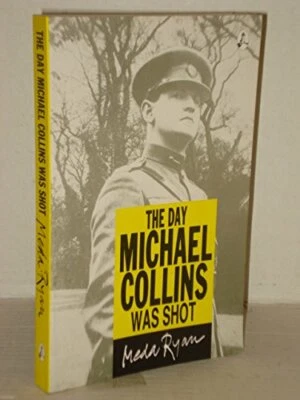 THE DAY MICHAEL COLLINS WAS SHOT Meda Ryan
THE DAY
MICHAEL
COLLINS
WAS SHOT
Meda Ryan